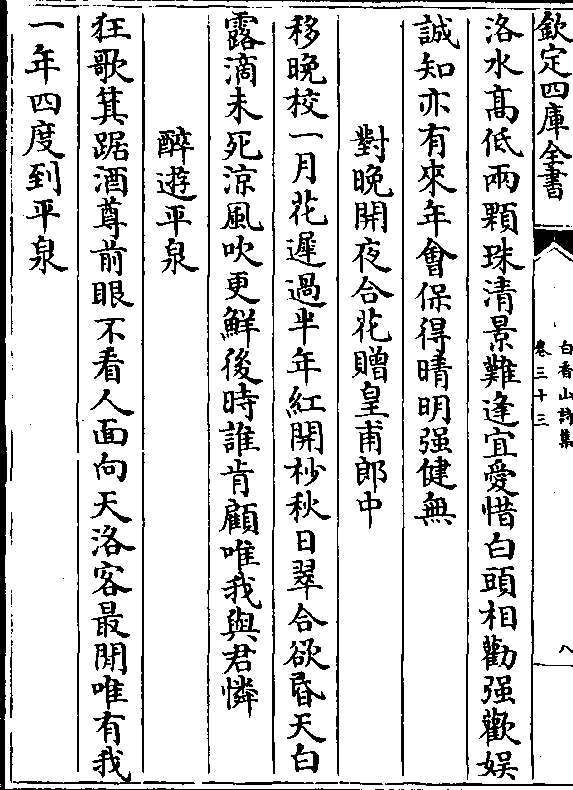 欽定四庫全書
白香山詩集
卷三十三
八
洛水髙低兩顆珠清景難逢宜愛惜白頭相勸强歡娱
誠知亦有來年會保得晴明强健無
對晚開夜合花贈皇甫郎中
移晚校一月花遲過半年紅開杪秋日翠合欲昏天白
露滴未死涼風吹更鮮後時誰肯顧唯我與君憐
醉遊平泉
狂歌箕踞酒尊前眼不看人面向天洛客最閒唯有我
一年四度到平泉